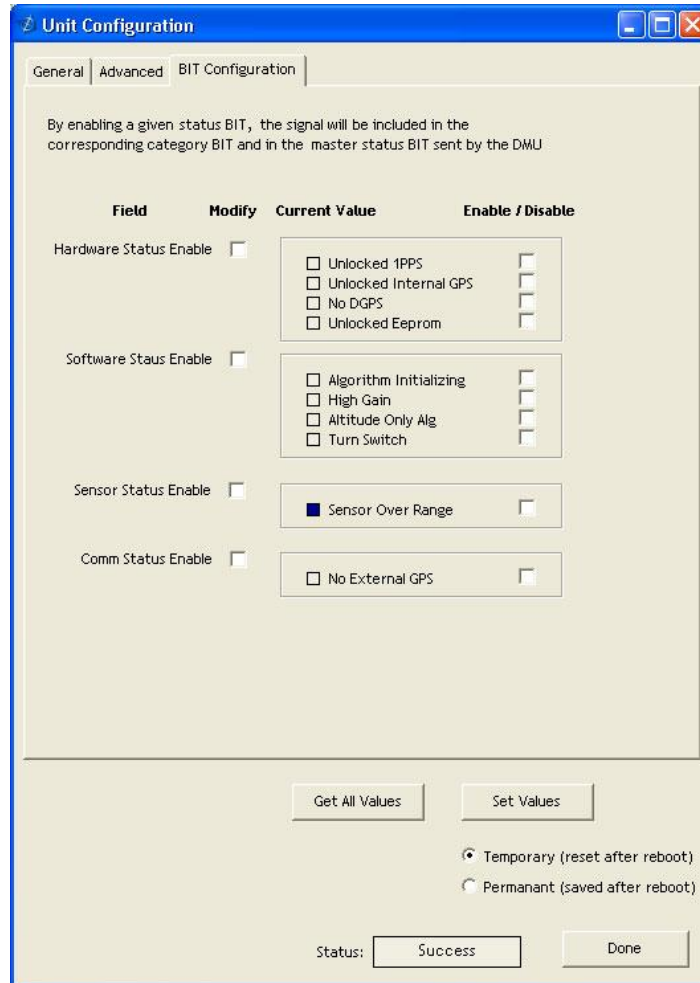 Unit Configuration
General Advanced BIT Configuration
By enabling a given status BIT, the signal will be included in the
corresponding category BIT and in the master status BIT sent by the DMU
Field Modify Current Value Enable / Disable
Hardware Status Enable
Unlocked 1PPS
Unlocked Internal GPS
No DGPS
Unlocked Eeprom
Software Staus Enable
Algorithm Initializing
High Gain
Altitude Only Alg
Turn Switch
Sensor Status Enable
Sensor Over Range
Comm Status Enable
No External GPS
Get All Values Set Values
Temporary (reset after reboot)
Permanant (saved after reboot)
Status: Success Done